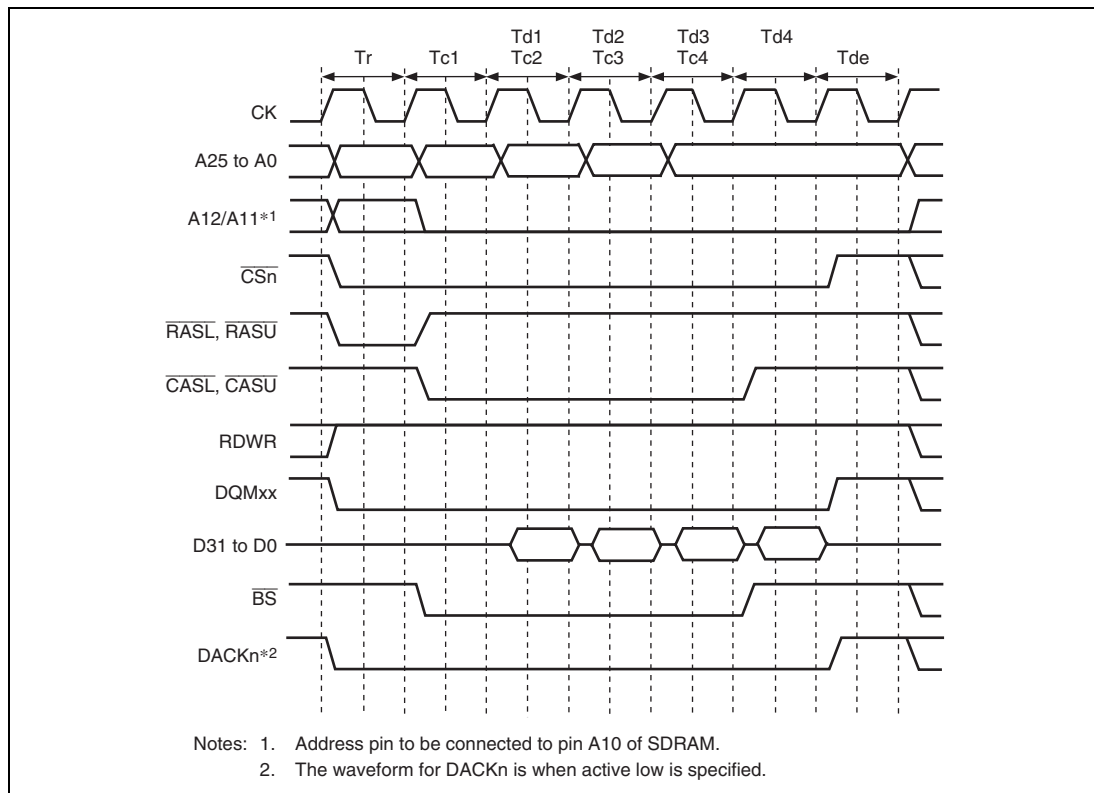 Td1 Td2 Td3 Td4
Tr Tc1 Tc2 Tc3 Tc4 Tde
CK
A25 to A0
A12/A11*1
CSn
RASL, RASU
CASL, CASU
RDWR
DQMxx
D31 to D0
BS
DACKn*2
Notes: 1. Address pin to be connected to pin A10 of SDRAM.
2. The waveform for DACKn is when active low is specified.